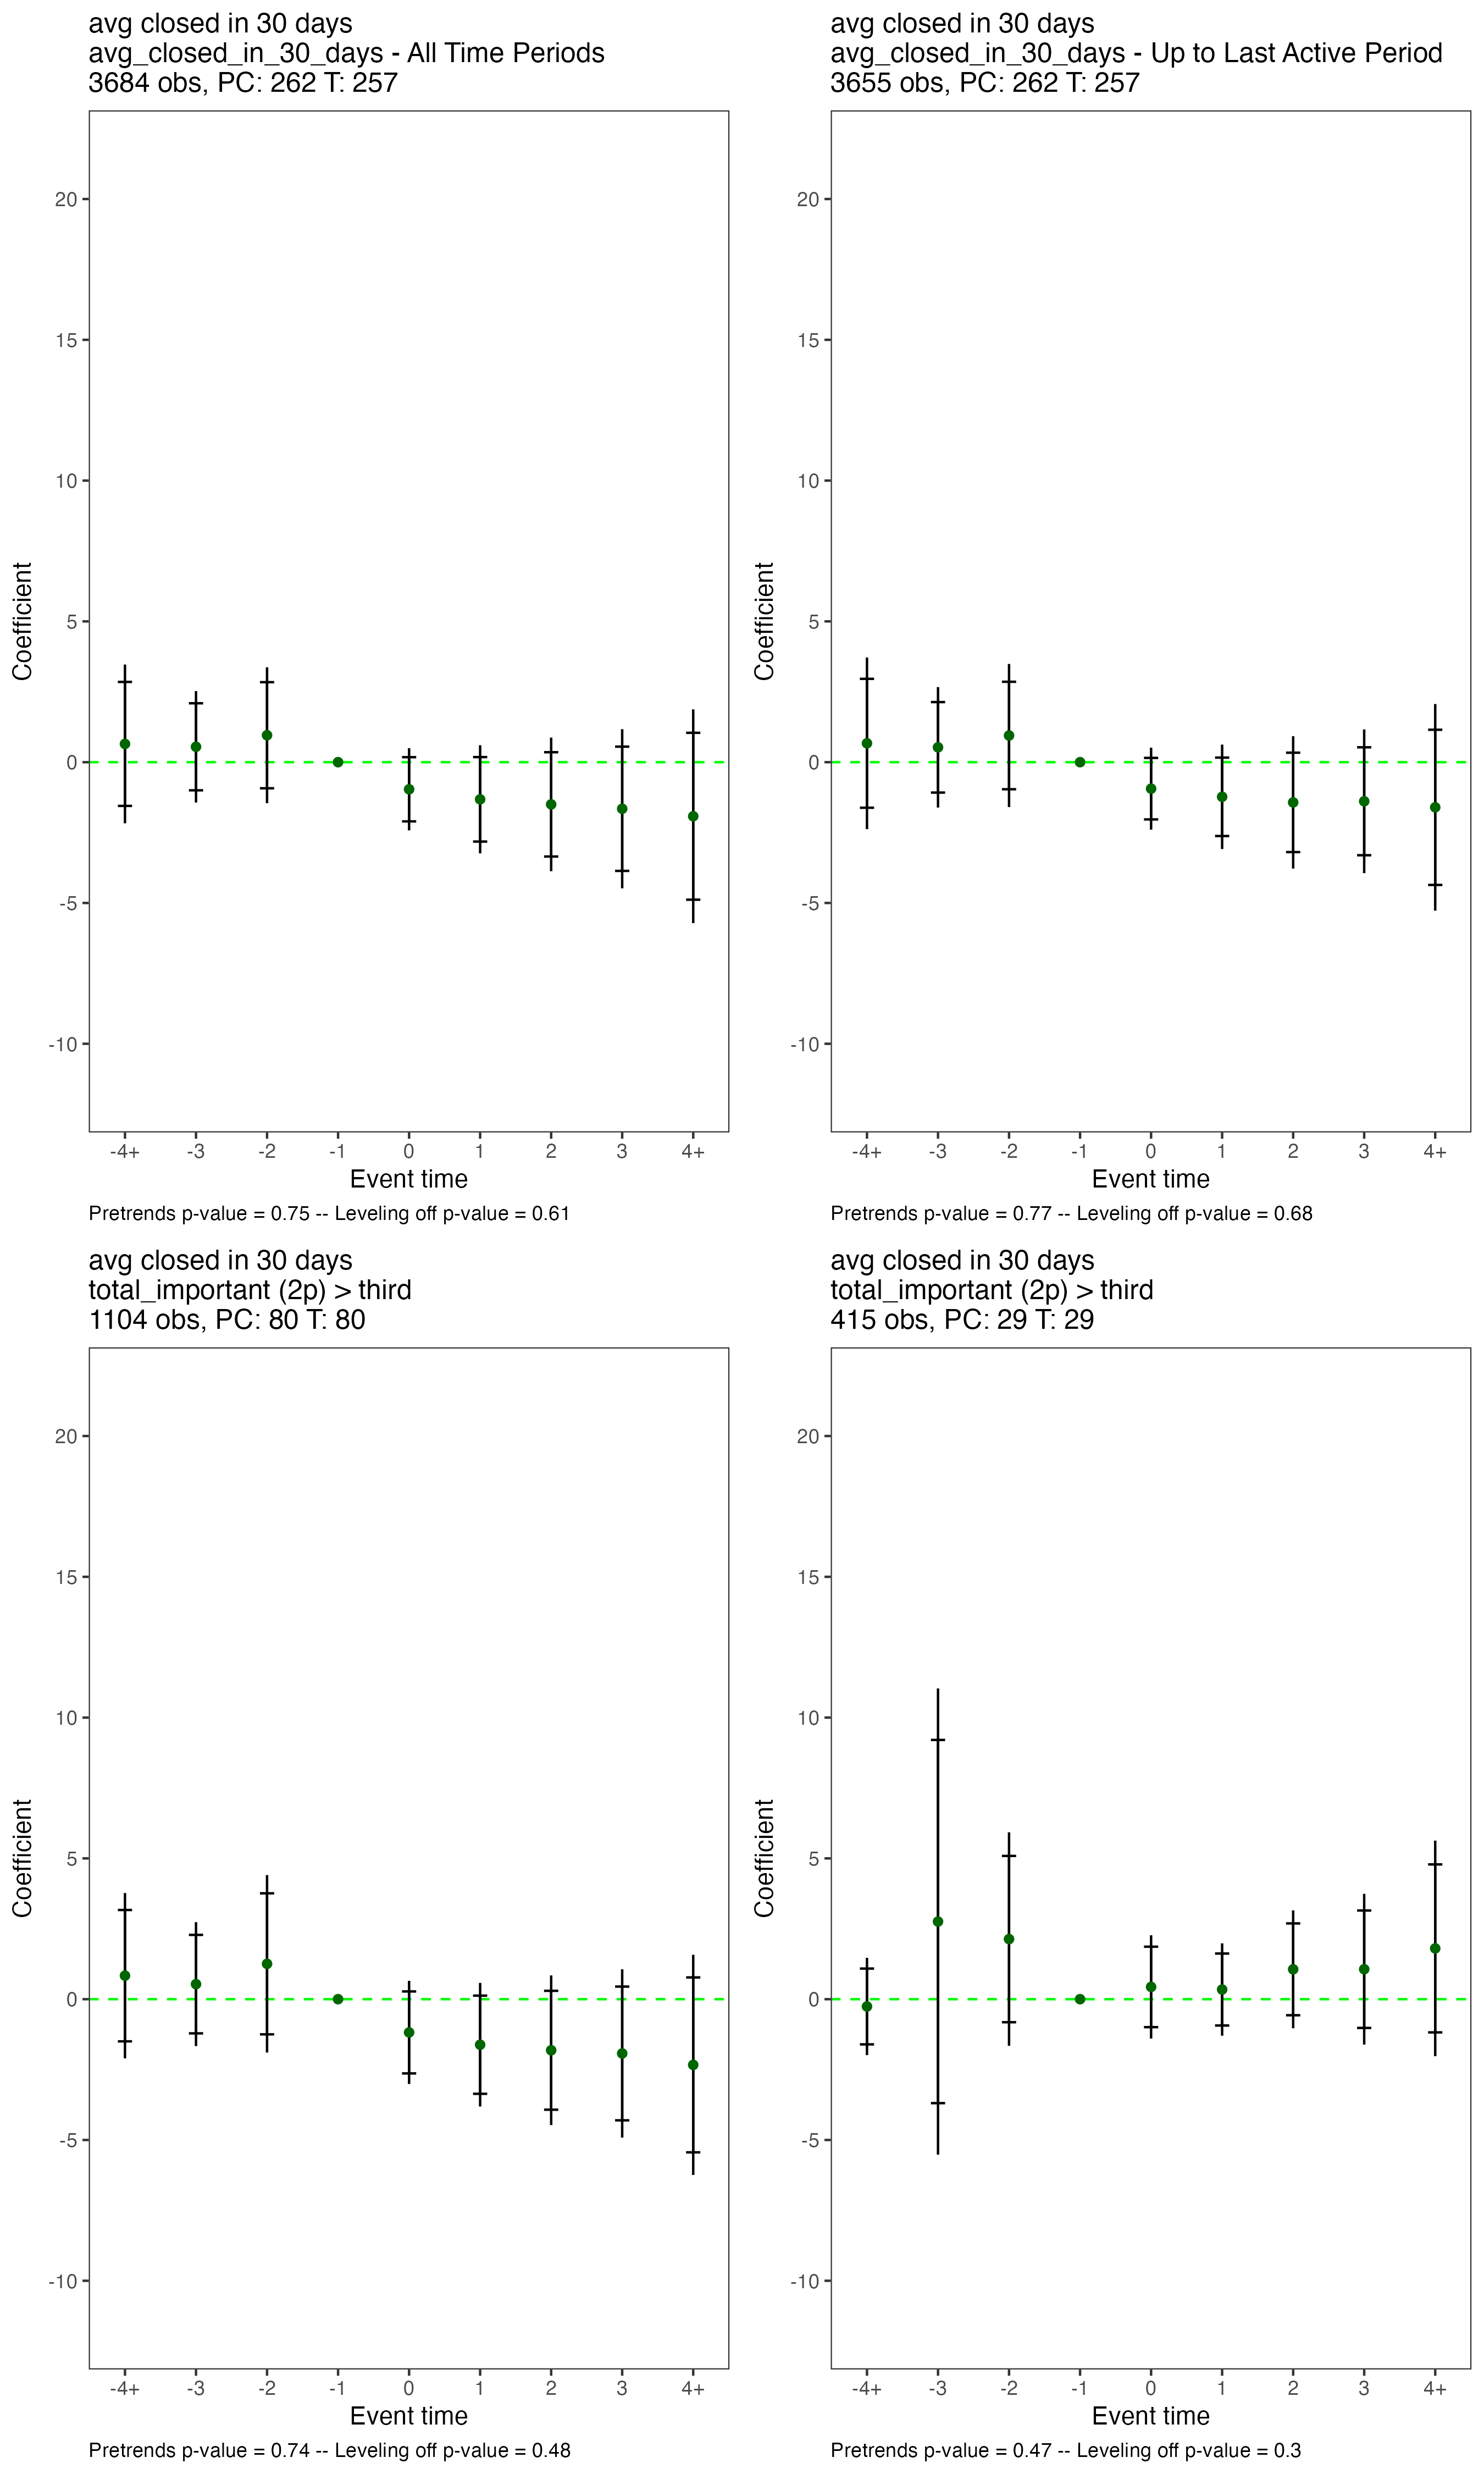 avg closed in 30 days
avg_closed_in_30_days - All Time Periods
3684 obs, PC: 262 T: 257
Coefficient
20
15
10
5
0
-5
-10
-4+ -3 -2 -1 0 1 2 3 4+
Event time
Pretrends p-value = 0.75 -- Leveling off p-value = 0.61
avg closed in 30 days
avg_closed_in_30_days - Up to Last Active Period
3655 obs, PC: 262 T: 257
Coefficient
20
15
10
5
0
-5
-10
-4+ -3 -2 -1 0 1 2 3 4+
Event time
Pretrends p-value = 0.77 -- Leveling off p-value = 0.68
avg closed in 30 days
total_important (2p) > third
1104 obs, PC: 80 T: 80
Coefficient
20
15
10
5
0
-5
-10
-4+ -3 -2 -1 0 1 2 3 4+
Event time
Pretrends p-value = 0.74 -- Leveling off p-value = 0.48
avg closed in 30 days
total_important (2p) > third
415 obs, PC: 29 T: 29
Coefficient
20
15
10
5
0
-5
-10
-4+ -3 -2 -1 0 1 2 3 4+
Event time
Pretrends p-value = 0.47 -- Leveling off p-value = 0.3